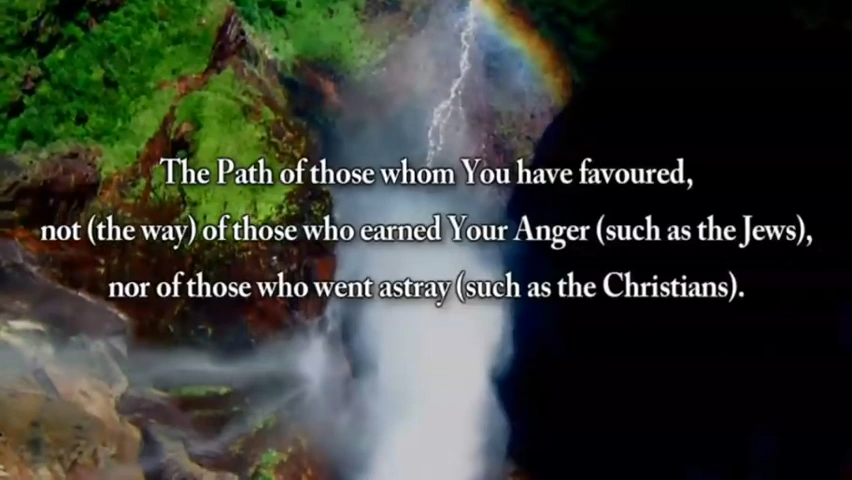 The Path of those whom You have favoured,
not (the way) of those who earned Your Anger (such as the Jews),
nor of those who went astray (such as the Christians).